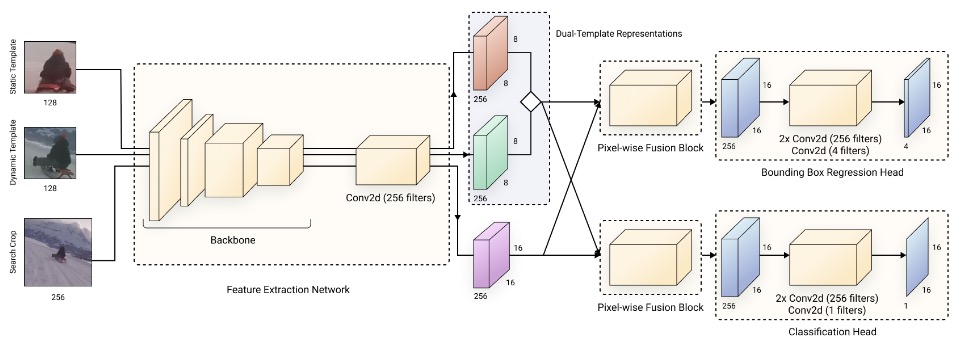 Static Template
128
Dynamic Template
128
Search Crop
256
Backbone
Conv2d (256 filters)
Feature Extraction Network
8
8
256
8
8
256
Dual-Template Representations
16
16
256
Pixel-wise Fusion Block
16
16
256
2x Conv2d (256 filters)
Conv2d (4 filters)
16
16
4
Bounding Box Regression Head
Pixel-wise Fusion Block
16
16
256
2x Conv2d (256 filters)
Conv2d (1 filters)
16
16
1
Classification Head